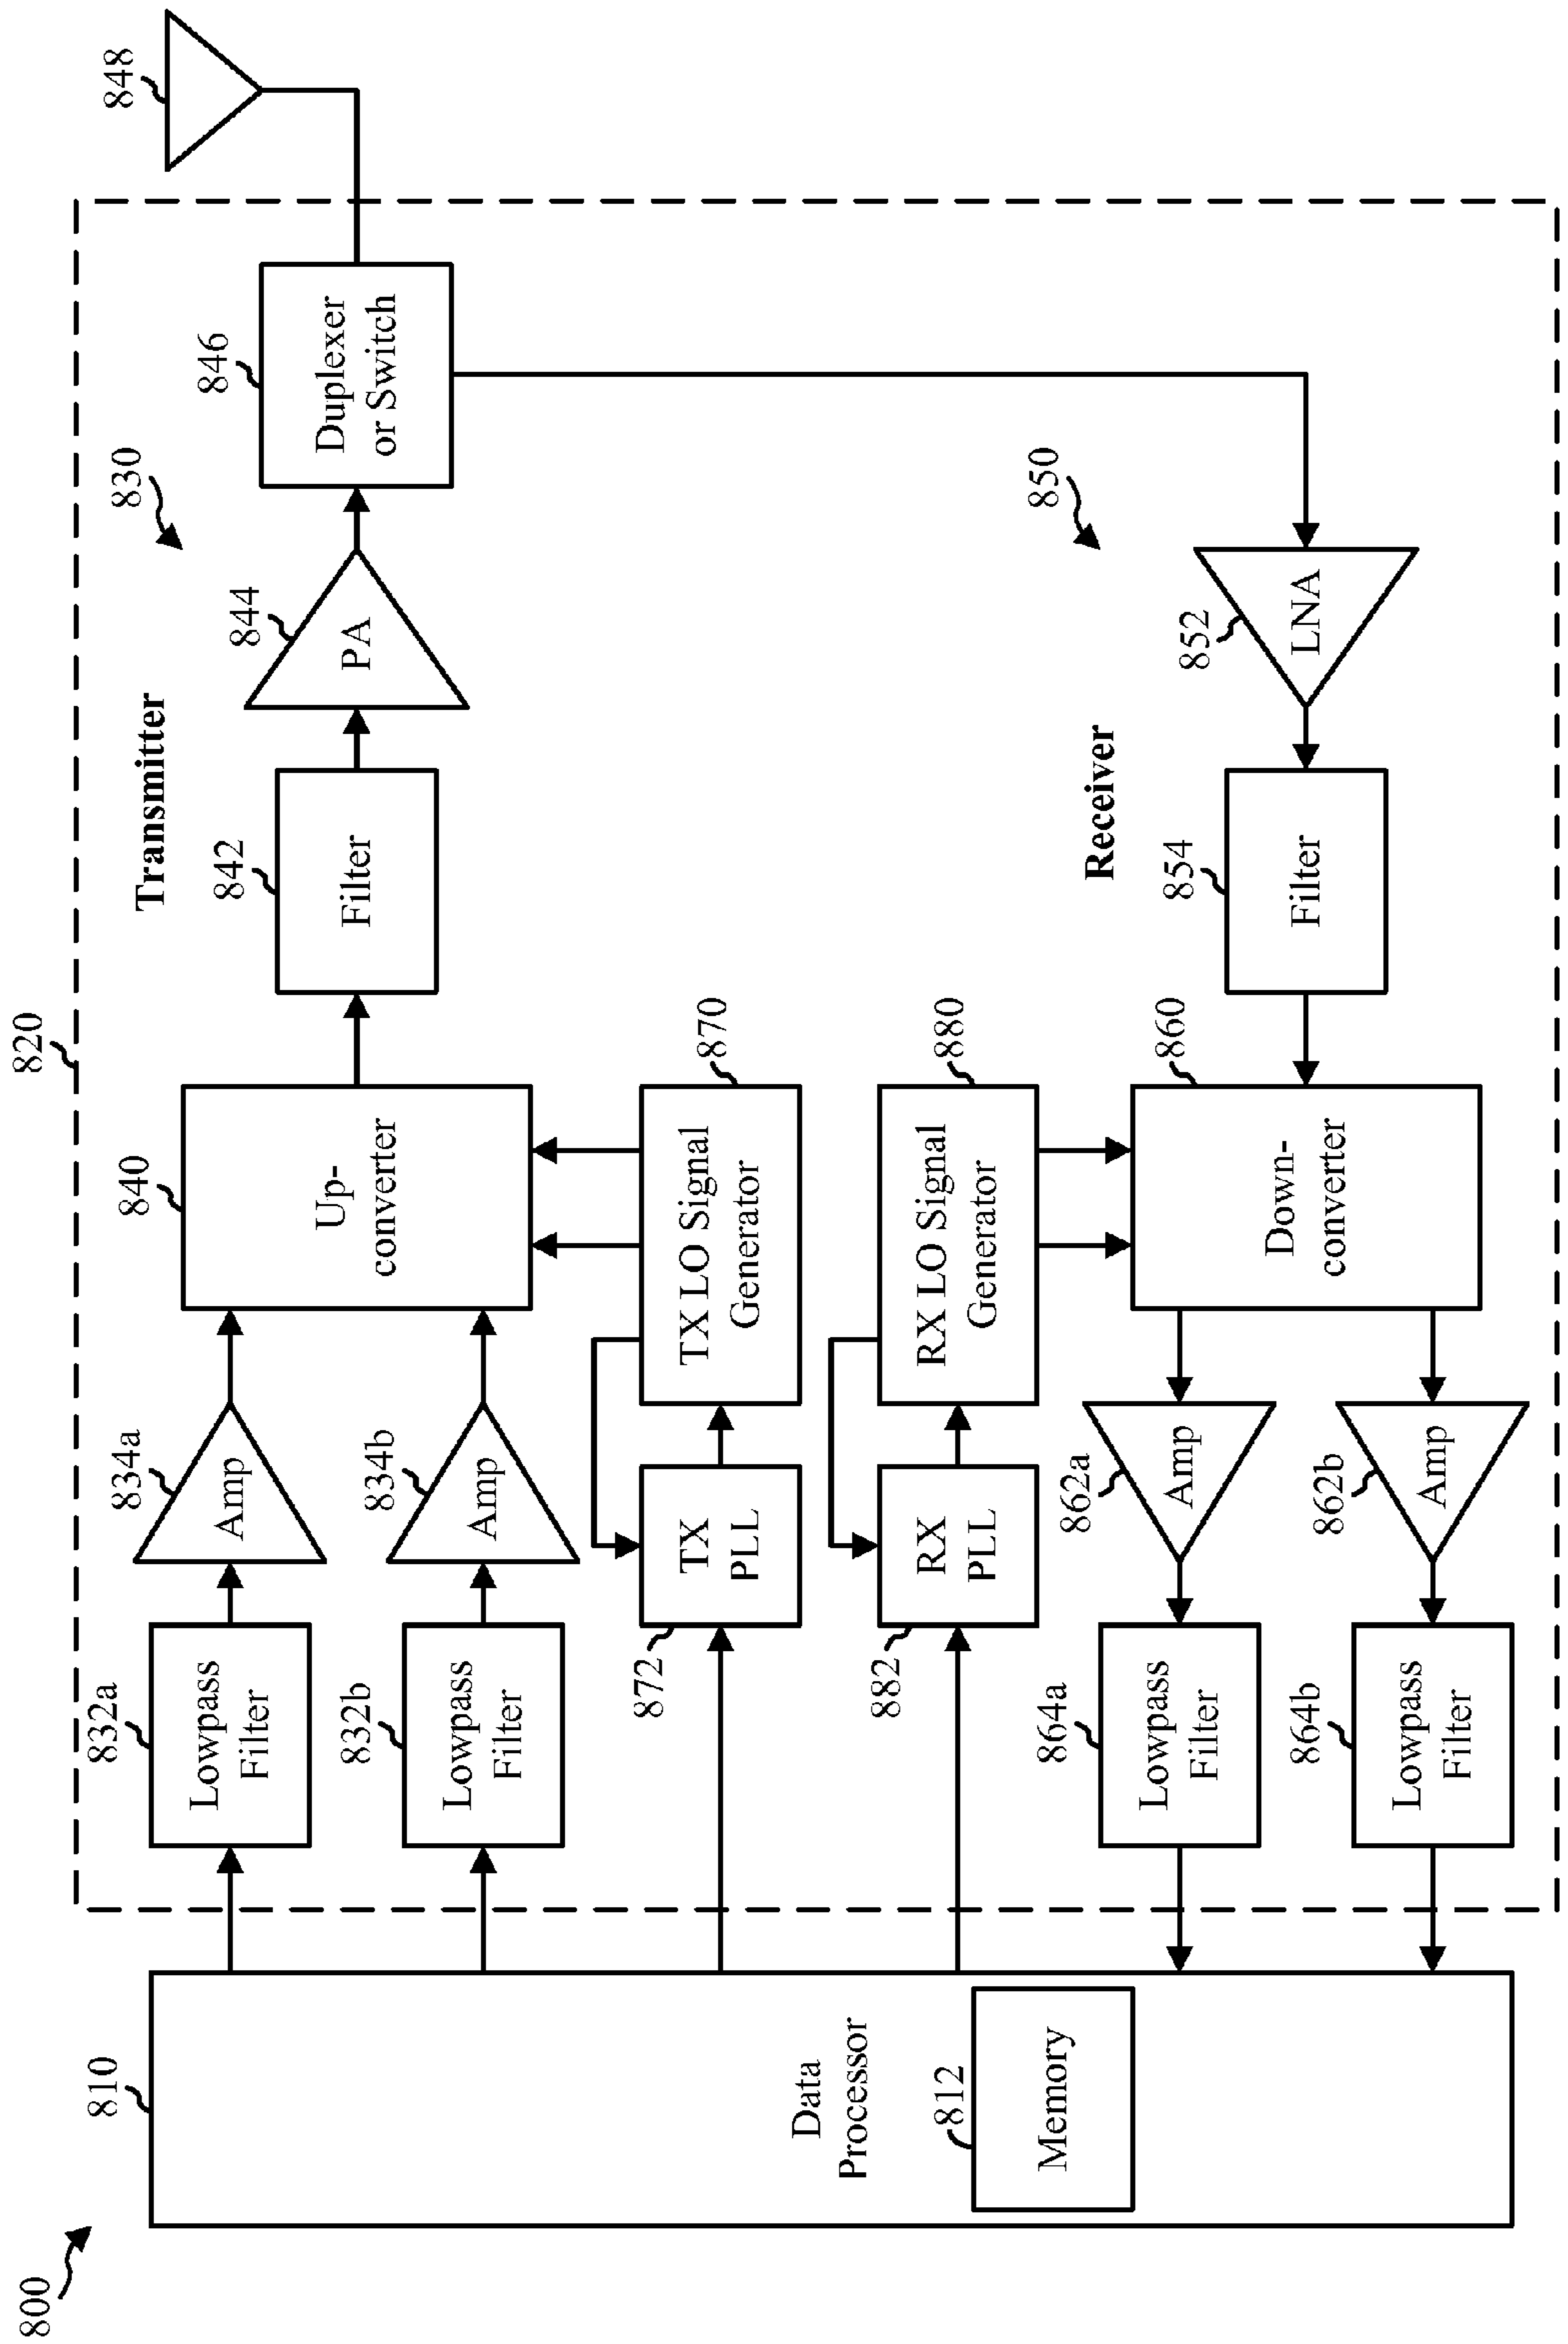 800
810
Data
Processor
812
Memory
820
832a
Lowpass
Filter
834a
Amp
832b
Lowpass
Filter
834b
Amp
840
Up-
converter
Transmitter
830
842
Filter
844
PA
846
Duplexer
or Switch
848
872
TX
PLL
870
TX LO Signal
Generator
882
RX
PLL
880
RX LO Signal
Generator
864a
Lowpass
Filter
862a
Amp
864b
Lowpass
Filter
862b
Amp
860
Down-
converter
Receiver
850
854
Filter
852
LNA